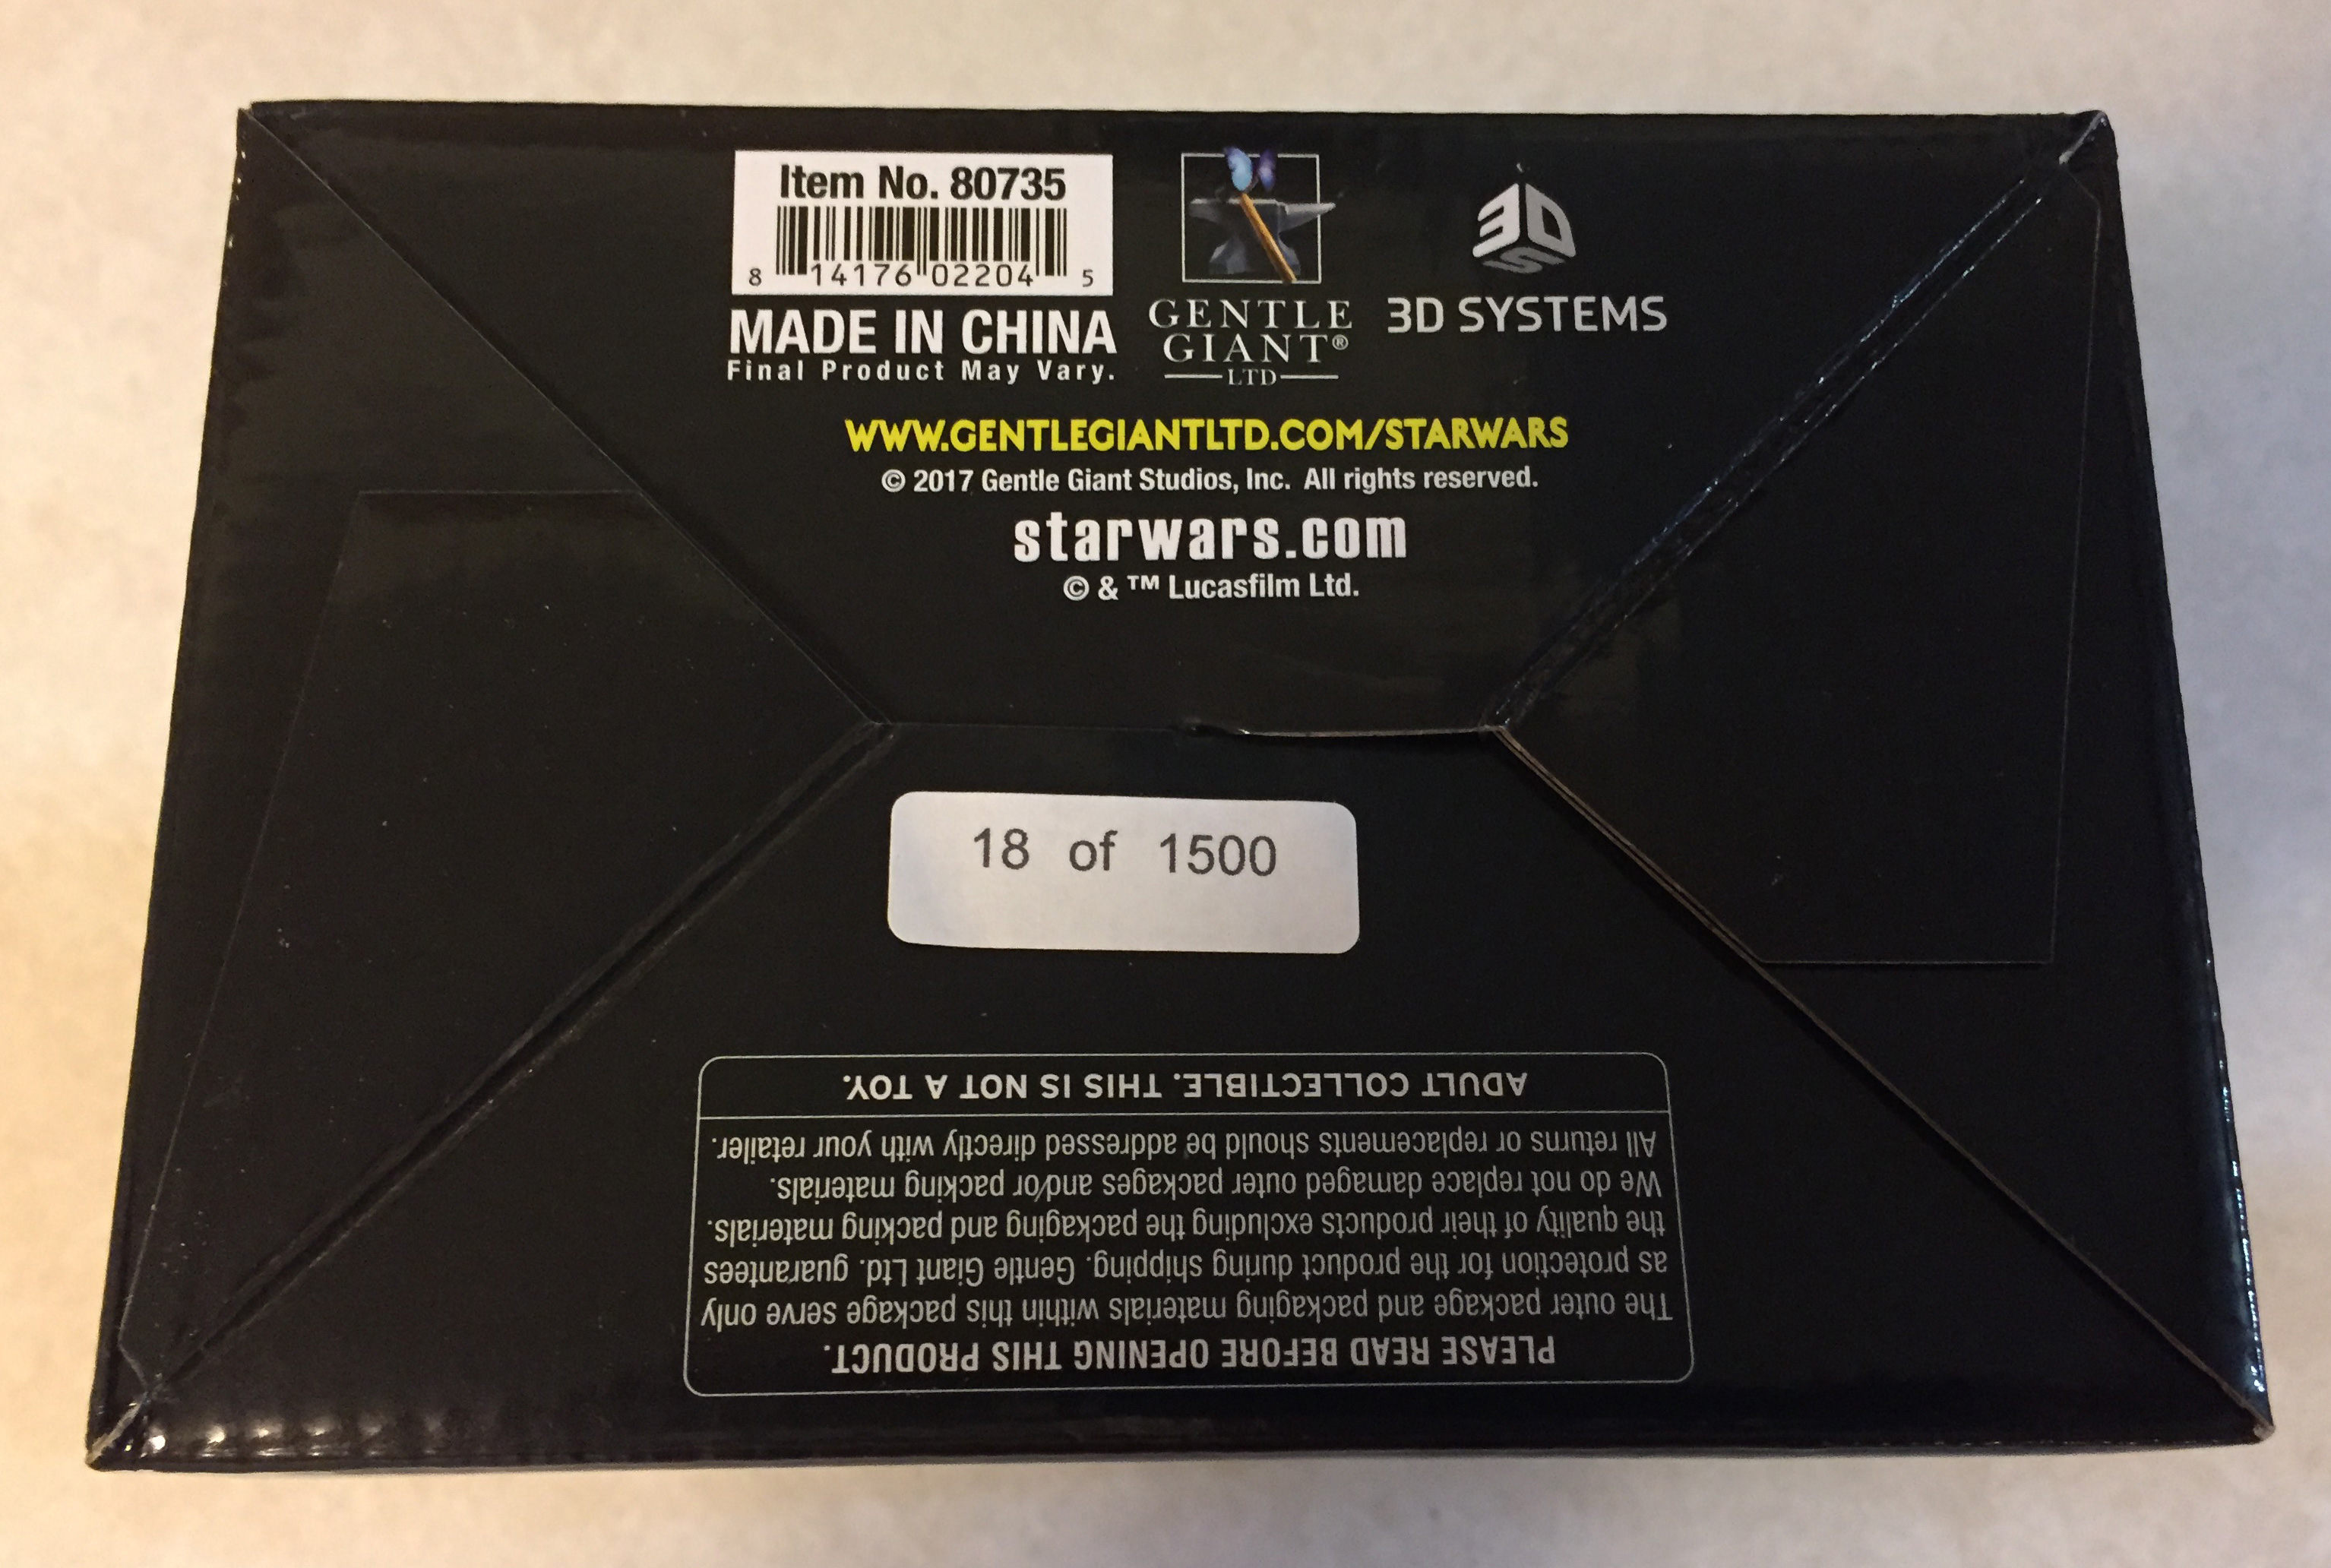 Item No. 80735
8 14176 02204 5
MADE IN CHINA
Final Product May Vary.
GENTLE
GIANT®
LTD
3DS
3D SYSTEMS
WWW.GENTLEGIANTLTD.COM/STARWARS
© 2017 Gentle Giant Studios, Inc. All rights reserved.
starwars.com
© & ™ Lucasfilm Ltd.
18 of 1500
PLEASE READ BEFORE OPENING THIS PRODUCT.
The outer package and packaging materials within this package serve only
as protection for the product during shipping. Gentle Giant Ltd. guarantees
the quality of their products excluding the packaging and packing materials.
We do not replace damaged outer packages and/or packing materials.
All returns or replacements should be addressed directly with your retailer.
ADULT COLLECTIBLE. THIS IS NOT A TOY.